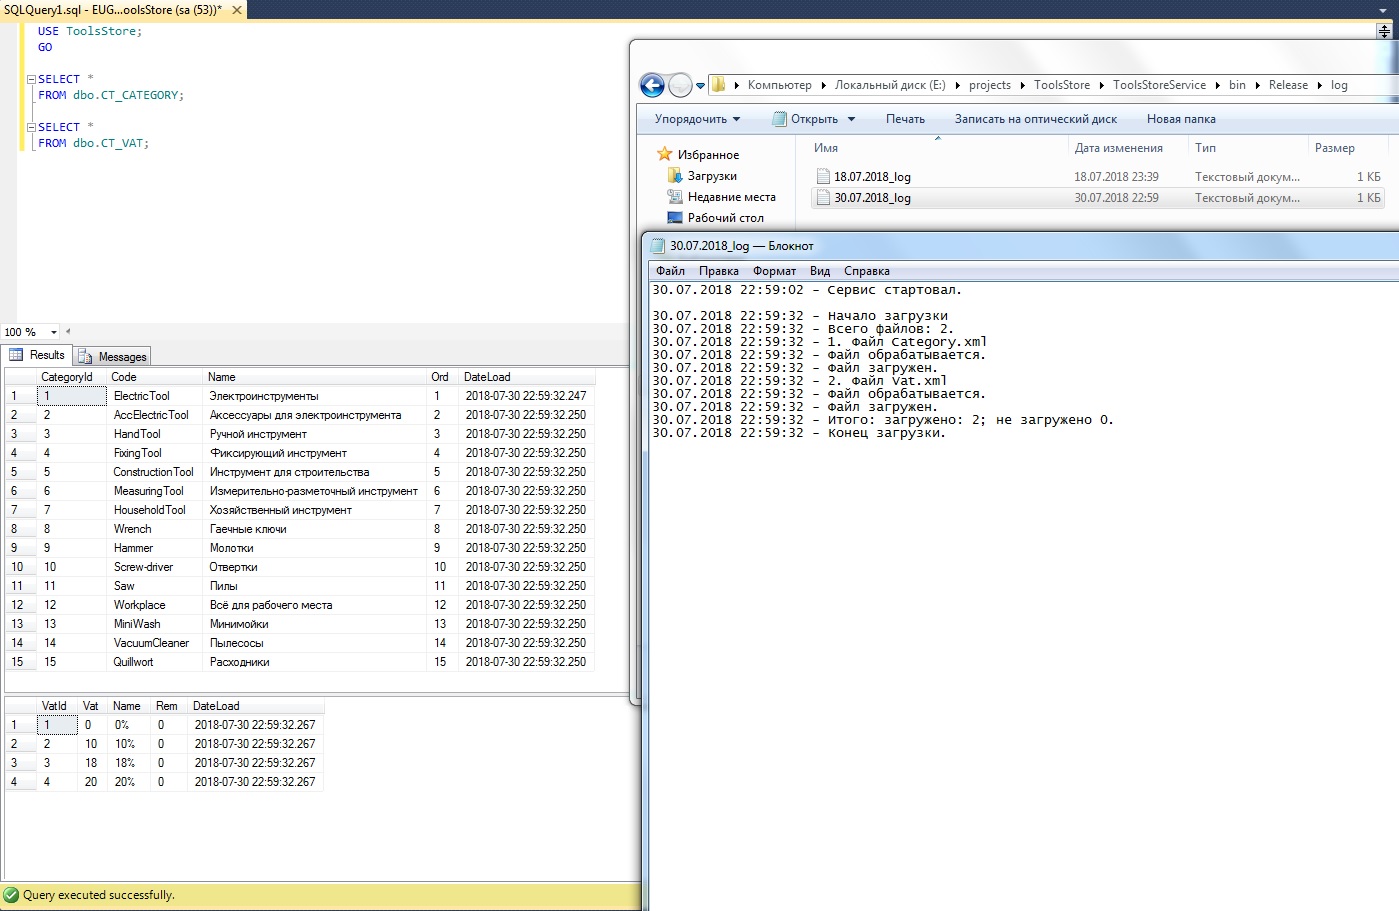 SQLQuery1.sql - EUG...oolsStore (sa (53))*
USE ToolsStore;
GO
SELECT *
FROM dbo.CT_CATEGORY;
SELECT *
FROM dbo.CT_VAT;
100 %
Results Messages
CategoryId Code Name Ord DateLoad
1 1 ElectricTool Электроинструменты 1 2018-07-30 22:59:32.247
2 2 AccElectricTool Аксессуары для электроинструмента 2 2018-07-30 22:59:32.250
3 3 HandTool Ручной инструмент 3 2018-07-30 22:59:32.250
4 4 FixingTool Фиксирующий инструмент 4 2018-07-30 22:59:32.250
5 5 ConstructionTool Инструмент для строительства 5 2018-07-30 22:59:32.250
6 6 MeasuringTool Измерительно-разметочный инструмент 6 2018-07-30 22:59:32.250
7 7 HouseholdTool Хозяйственный инструмент 7 2018-07-30 22:59:32.250
8 8 Wrench Гаечные ключи 8 2018-07-30 22:59:32.250
9 9 Hammer Молотки 9 2018-07-30 22:59:32.250
10 10 Screw-driver Отвертки 10 2018-07-30 22:59:32.250
11 11 Saw Пилы 11 2018-07-30 22:59:32.250
12 12 Workplace Всё для рабочего места 12 2018-07-30 22:59:32.250
13 13 MiniWash Минимойки 13 2018-07-30 22:59:32.250
14 14 VacuumCleaner Пылесосы 14 2018-07-30 22:59:32.250
15 15 Quillwort Расходники 15 2018-07-30 22:59:32.250
VatId Vat Name Rem DateLoad
1 1 0 0% 0 2018-07-30 22:59:32.267
2 2 10 10% 0 2018-07-30 22:59:32.267
3 3 18 18% 0 2018-07-30 22:59:32.267
4 4 20 20% 0 2018-07-30 22:59:32.267
Query executed successfully.
Компьютер Локальный диск (E:) projects ToolsStore ToolsStoreService bin Release log
Упорядочить Открыть Печать Записать на оптический диск Новая папка
Избранное
Загрузки
Недавние места
Рабочий стол
Имя Дата изменения Тип Размер
18.07.2018_log 18.07.2018 23:39 Текстовый докум... 1 КБ
30.07.2018_log 30.07.2018 22:59 Текстовый докум... 1 КБ
30.07.2018_log — Блокнот
Файл Правка Формат Вид Справка
30.07.2018 22:59:02 - Сервис стартовал.
30.07.2018 22:59:32 - Начало загрузки
30.07.2018 22:59:32 - Всего файлов: 2.
30.07.2018 22:59:32 - 1. Файл Category.xml
30.07.2018 22:59:32 - Файл обрабатывается.
30.07.2018 22:59:32 - Файл загружен.
30.07.2018 22:59:32 - 2. Файл Vat.xml
30.07.2018 22:59:32 - Файл обрабатывается.
30.07.2018 22:59:32 - Файл загружен.
30.07.2018 22:59:32 - Итого: загружено: 2; не загружено 0.
30.07.2018 22:59:32 - Конец загрузки.